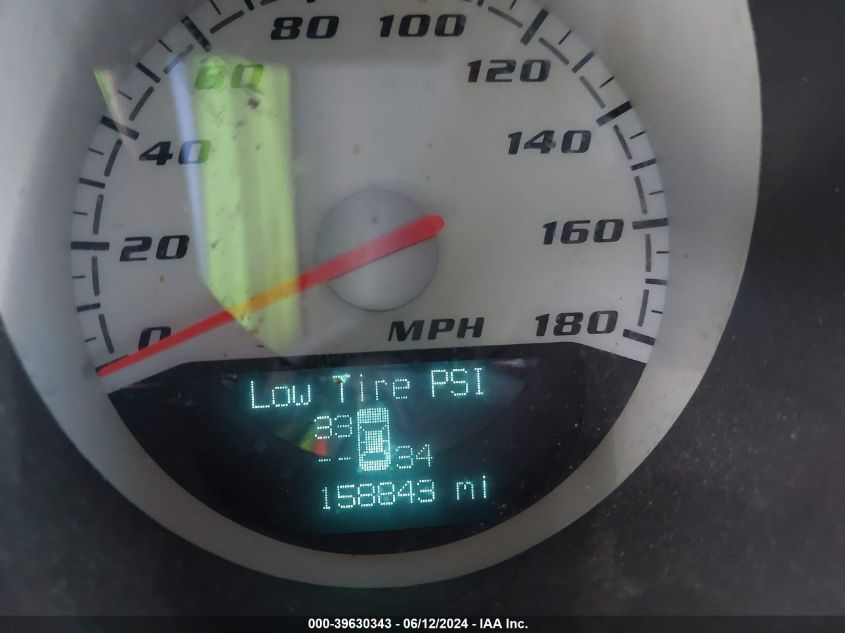 80 100
60 120
40 140
20 160
0 MPH 180
Low Tire PSI
33
-- 34
158843 mi
000-39630343 - 06/12/2024 - IAA Inc.